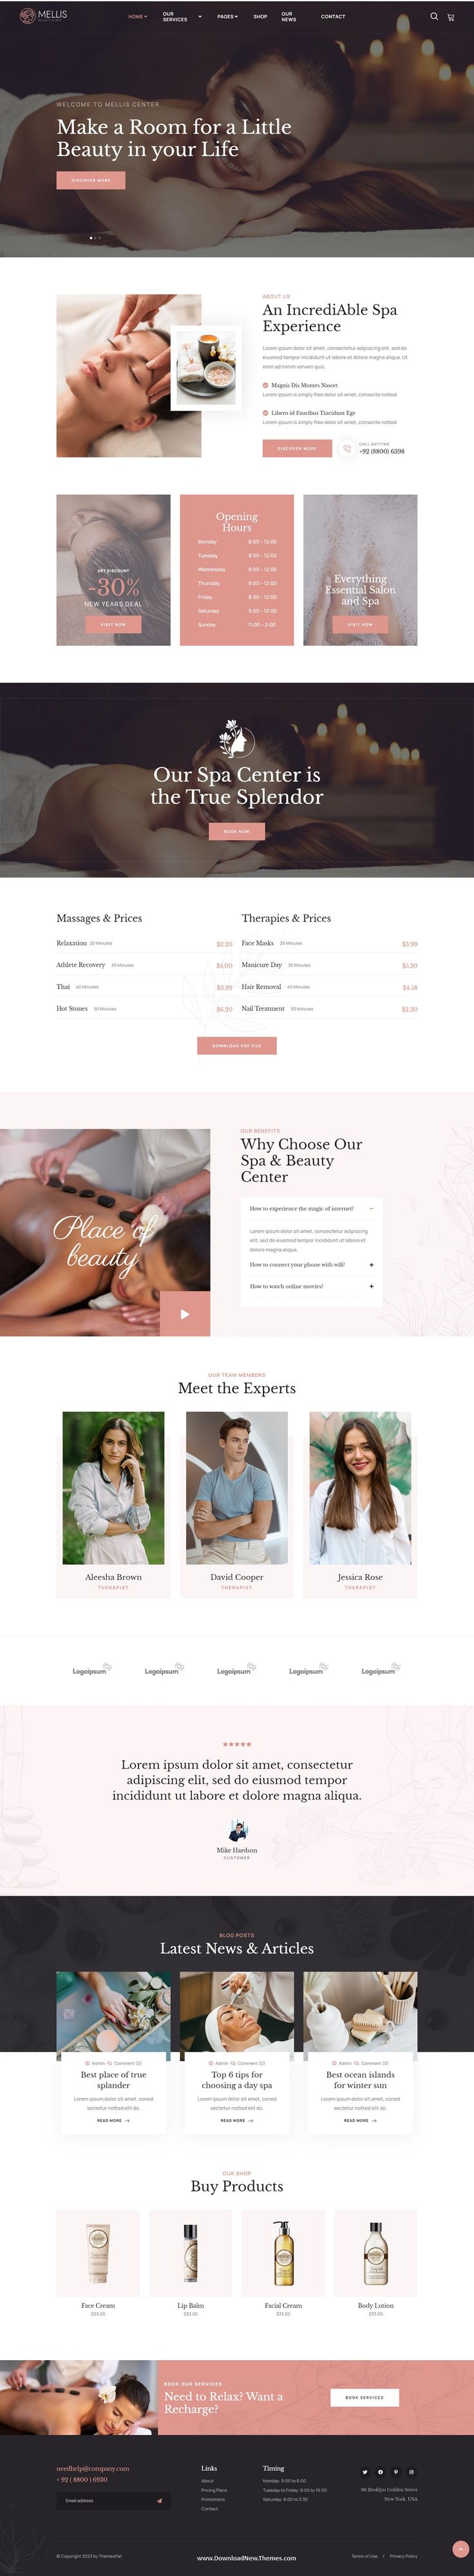 MELLIS
BEAUTY & SPA
HOME
OUR SERVICES
PAGES
SHOP
OUR NEWS
CONTACT
WELCOME TO MELLIS CENTER
Make a Room for a Little
Beauty in your Life
DISCOVER MORE
ABOUT US
An IncrediAble Spa
Experience
Lorem ipsum dolor sit amet, consectetur adipiscing elit, sed do
eiusmod tempor incididunt ut labore et dolore magna aliqua. Ut
enim ad minim veniam quis.
Magnis Dis Montes Nascet
Lorem ipsum is simply free dolor sit amet, consecte notted
Libero id Faucibus Tincidunt Ege
Lorem ipsum is simply free dolor sit amet, consecte notted
DISCOVER MORE
CALL ANYTIME
+92 (8800) 6398
GET DISCOUNT
-30%
NEW YEARS DEAL
VISIT NOW
Opening
Hours
Monday 9:00 - 12:00
Tuesday 9:00 - 12:00
Wednesday 8:00 - 12:00
Thursday 8:00 - 12:00
Friday 8:00 - 12:00
Saturday 9:00 - 12:00
Sunday 11:00 - 3:00
Everything
Essential Salon
and Spa
VISIT NOW
Our Spa Center is
the True Splendor
BOOK NOW
Massages & Prices
Relaxation 20 Minutes $3.20
Athlete Recovery 30 Minutes $4.00
Thai 40 Minutes $5.99
Hot Stones 50 Minutes $6.20
Therapies & Prices
Face Masks 20 Minutes $3.99
Manicure Day 30 Minutes $5.20
Hair Removal 40 Minutes $4.58
Nail Treatment 50 Minutes $2.30
DOWNLOAD PDF FILE
Place of
beauty
OUR BENEFITS
Why Choose Our
Spa & Beauty
Center
How to experience the magic of internet?
Lorem ipsum dolor sit amet, consectetur adipiscing
elit, sed do eiusmod tempor incididunt ut labore et
dolore magna aliqua.
How to connect your phone with wifi?
How to watch online movies?
OUR TEAM MEMBERS
Meet the Experts
Aleesha Brown
THERAPIST
David Cooper
THERAPIST
Jessica Rose
THERAPIST
Logoipsum
Logoipsum
Logoipsum
Logoipsum
Logoipsum
Lorem ipsum dolor sit amet, consectetur
adipiscing elit, sed do eiusmod tempor
incididunt ut labore et dolore magna aliqua.
Mike Hardson
CUSTOMER
BLOG POSTS
Latest News & Articles
Admin Comment (0)
Best place of true
splander
Lorem ipsum dolor sit amet, coned
sectetur notted elit do.
READ MORE
Admin Comment (0)
Top 6 tips for
choosing a day spa
Lorem ipsum dolor sit amet, coned
sectetur notted elit do.
READ MORE
Admin Comment (0)
Best ocean islands
for winter sun
Lorem ipsum dolor sit amet, coned
sectetur notted elit do.
READ MORE
OUR SHOP
Buy Products
Face Cream
$33.00
Lip Balm
$33.00
Facial Cream
$33.00
Body Lotion
$33.00
BOOK OUR SERVICES
Need to Relax? Want a
Recharge?
BOOK SERVICES
needhelp@company.com
+ 92 ( 8800 ) 6930
Email address
Links
About
Pricing Plans
Promotions
Contact
Timing
Monday: 9.00 to 6.00
Tuesday to Friday: 8.00 to 19.00
Saturday: 8.00 to 5.30
66 Broklyn Golden Street
New York, USA
© Copyright 2023 by Themesflat
www.DownloadNew.Themes.com
Terms of Use / Privacy Policy